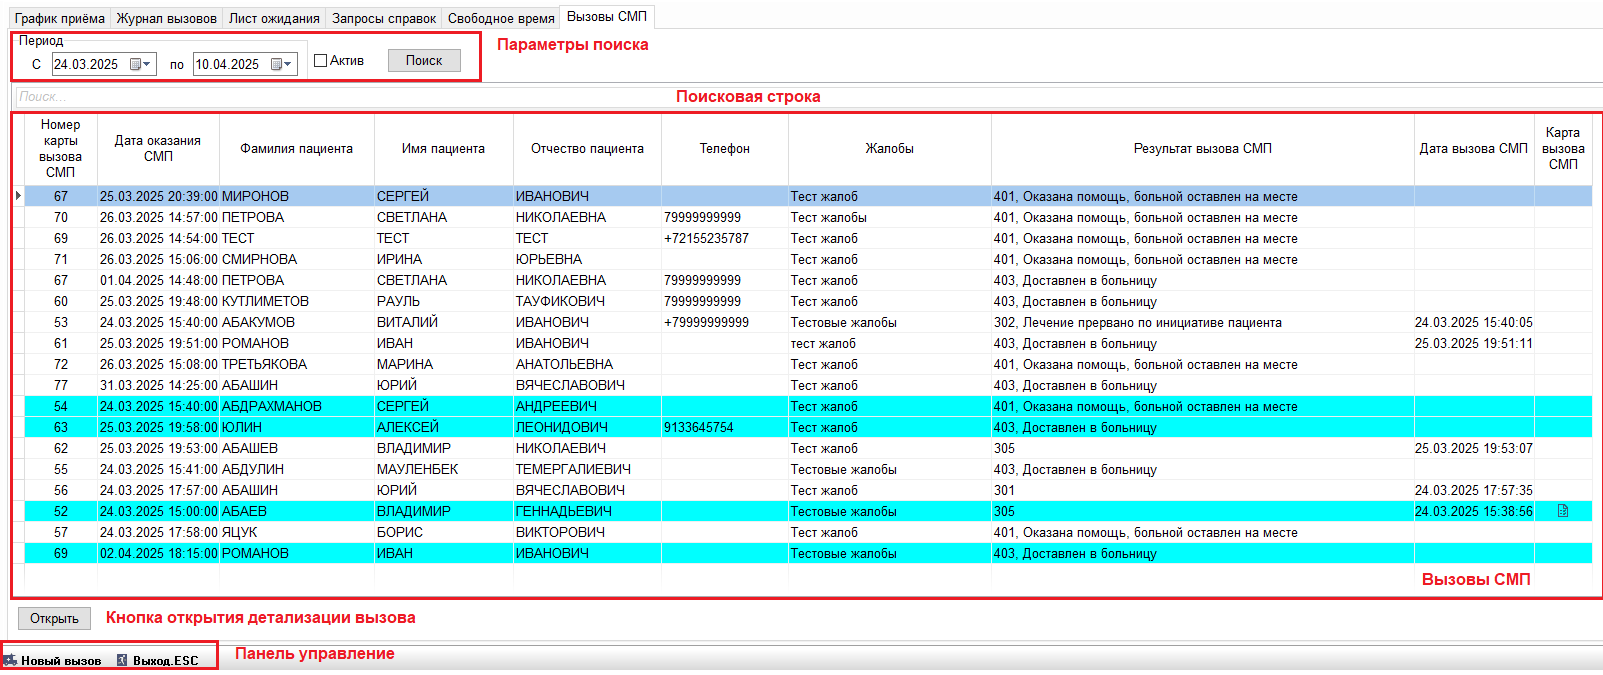 График приёма Журнал вызовов Лист ожидания Запросы справок Свободное время Вызовы СМП
Период
С 24.03.2025 по 10.04.2025 Актив Поиск
Параметры поиска
Поиск...
Поисковая строка
Номер карты вызова СМП Дата оказания СМП Фамилия пациента Имя пациента Отчество пациента Телефон Жалобы Результат вызова СМП Дата вызова СМП Карта вызова СМП
67 25.03.2025 20:39:00 МИРОНОВ СЕРГЕЙ ИВАНОВИЧ Тест жалоб 401, Оказана помощь, больной оставлен на месте
70 26.03.2025 14:57:00 ПЕТРОВА СВЕТЛАНА НИКОЛАЕВНА 79999999999 Тест жалобы 401, Оказана помощь, больной оставлен на месте
69 26.03.2025 14:54:00 ТЕСТ ТЕСТ ТЕСТ +72155235787 Тест жалоб 401, Оказана помощь, больной оставлен на месте
71 26.03.2025 15:06:00 СМИРНОВА ИРИНА ЮРЬЕВНА Тест жалоб 401, Оказана помощь, больной оставлен на месте
67 01.04.2025 14:48:00 ПЕТРОВА СВЕТЛАНА НИКОЛАЕВНА 79999999999 Тест жалоб 403, Доставлен в больницу
60 25.03.2025 19:48:00 КУТЛИМЕТОВ РАУЛЬ ТАУФИКОВИЧ 79999999999 Тест жалоб 403, Доставлен в больницу
53 24.03.2025 15:40:00 АБАКУМОВ ВИТАЛИЙ ИВАНОВИЧ +79999999999 Тестовые жалобы 302, Лечение прервано по инициативе пациента 24.03.2025 15:40:05
61 25.03.2025 19:51:00 РОМАНОВ ИВАН ИВАНОВИЧ тест жалоб 403, Доставлен в больницу 25.03.2025 19:51:11
72 26.03.2025 15:08:00 ТРЕТЬЯКОВА МАРИНА АНАТОЛЬЕВНА Тест жалоб 401, Оказана помощь, больной оставлен на месте
77 31.03.2025 14:25:00 АБАШИН ЮРИЙ ВЯЧЕСЛАВОВИЧ Тест жалоб 403, Доставлен в больницу
54 24.03.2025 15:40:00 АБДРАХМАНОВ СЕРГЕЙ АНДРЕЕВИЧ Тест жалоб 401, Оказана помощь, больной оставлен на месте
63 25.03.2025 19:58:00 ЮЛИН АЛЕКСЕЙ ЛЕОНИДОВИЧ 9133645754 Тест жалоб 403, Доставлен в больницу
62 25.03.2025 19:53:00 АБАШЕВ ВЛАДИМИР НИКОЛАЕВИЧ Тест жалоб 305 25.03.2025 19:53:07
55 24.03.2025 15:41:00 АБДУЛИН МАУЛЕНБЕК ТЕМЕРГАЛИЕВИЧ Тестовые жалобы 403, Доставлен в больницу
56 24.03.2025 17:57:00 АБАШИН ЮРИЙ ВЯЧЕСЛАВОВИЧ Тест жалоб 301 24.03.2025 17:57:35
52 24.03.2025 15:00:00 АБАЕВ ВЛАДИМИР ГЕННАДЬЕВИЧ Тестовые жалобы 305 24.03.2025 15:38:56
57 24.03.2025 17:58:00 ЯЦУК БОРИС ВИКТОРОВИЧ Тест жалоб 401, Оказана помощь, больной оставлен на месте
69 02.04.2025 18:15:00 РОМАНОВ ИВАН ИВАНОВИЧ Тестовые жалобы 403, Доставлен в больницу
Вызовы СМП
Открыть Кнопка открытия детализации вызова
Новый вызов Выход.ESC Панель управление